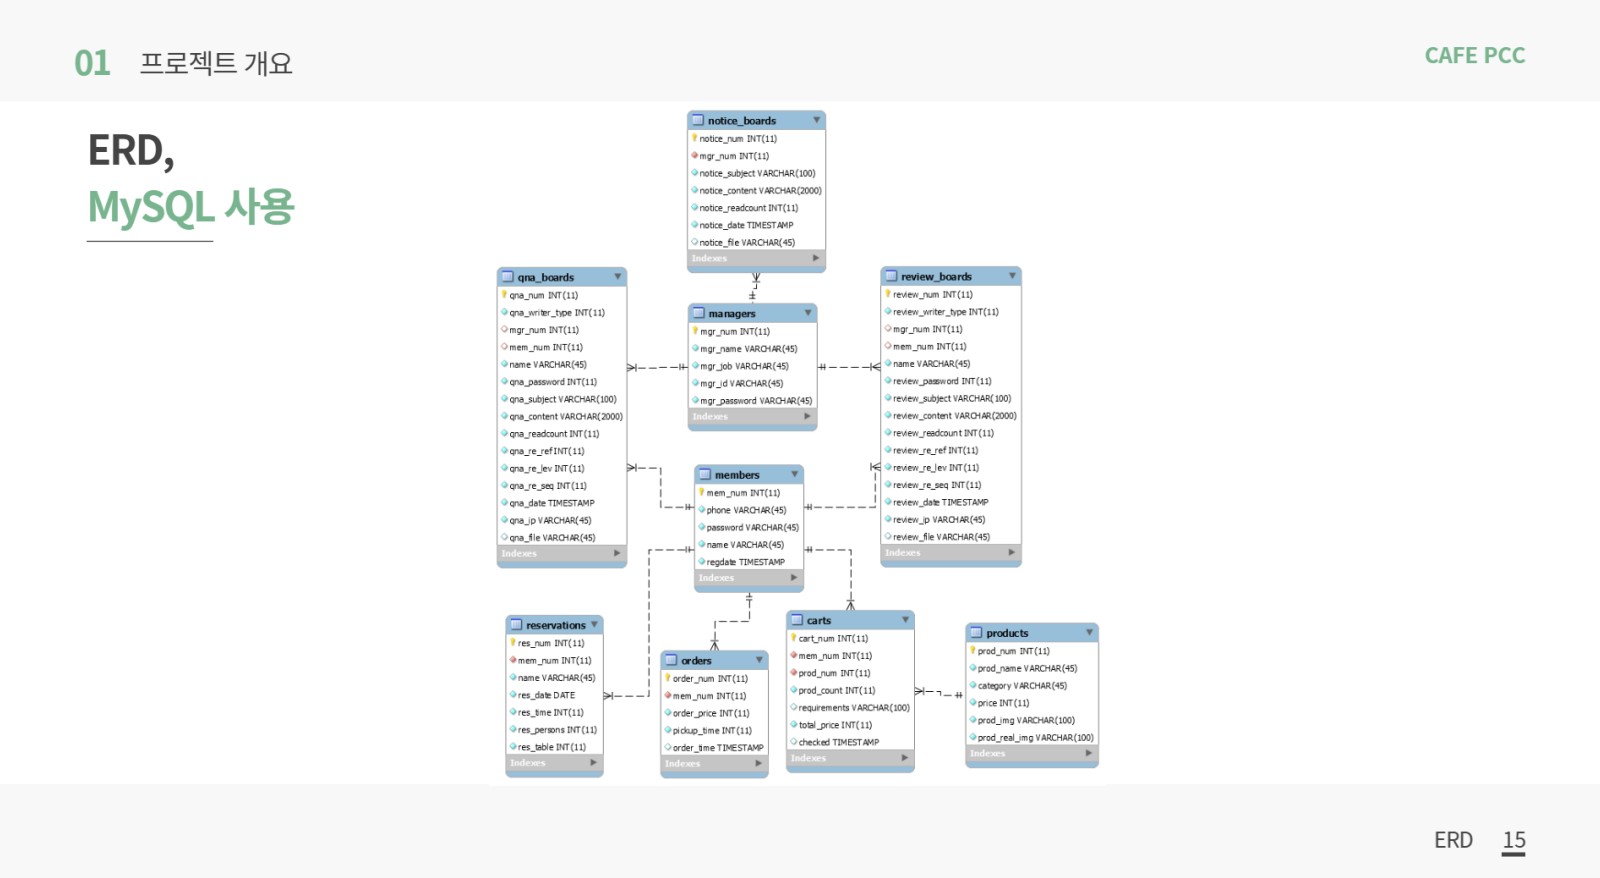 01 프로젝트 개요
CAFE PCC
ERD,
MySQL 사용
notice_boards
notice_num INT(11)
mgr_num INT(11)
notice_subject VARCHAR(100)
notice_content VARCHAR(2000)
notice_readcount INT(11)
notice_date TIMESTAMP
notice_file VARCHAR(45)
Indexes
qna_boards
qna_num INT(11)
qna_writer_type INT(11)
mgr_num INT(11)
mem_num INT(11)
name VARCHAR(45)
qna_password INT(11)
qna_subject VARCHAR(100)
qna_content VARCHAR(2000)
qna_readcount INT(11)
qna_re_ref INT(11)
qna_re_lev INT(11)
qna_re_seq INT(11)
qna_date TIMESTAMP
qna_ip VARCHAR(45)
qna_file VARCHAR(45)
Indexes
managers
mgr_num INT(11)
mgr_name VARCHAR(45)
mgr_job VARCHAR(45)
mgr_id VARCHAR(45)
mgr_password VARCHAR(45)
Indexes
review_boards
review_num INT(11)
review_writer_type INT(11)
mgr_num INT(11)
mem_num INT(11)
name VARCHAR(45)
review_password INT(11)
review_subject VARCHAR(100)
review_content VARCHAR(2000)
review_readcount INT(11)
review_re_ref INT(11)
review_re_lev INT(11)
review_re_seq INT(11)
review_date TIMESTAMP
review_ip VARCHAR(45)
review_file VARCHAR(45)
Indexes
members
mem_num INT(11)
phone VARCHAR(45)
password VARCHAR(45)
name VARCHAR(45)
regdate TIMESTAMP
Indexes
reservations
res_num INT(11)
mem_num INT(11)
name VARCHAR(45)
res_date DATE
res_time INT(11)
res_persons INT(11)
res_table INT(11)
Indexes
orders
order_num INT(11)
mem_num INT(11)
order_price INT(11)
pickup_time INT(11)
order_time TIMESTAMP
Indexes
carts
cart_num INT(11)
mem_num INT(11)
prod_num INT(11)
prod_count INT(11)
requirements VARCHAR(100)
total_price INT(11)
checked TIMESTAMP
Indexes
products
prod_num INT(11)
prod_name VARCHAR(45)
category VARCHAR(45)
price INT(11)
prod_img VARCHAR(100)
prod_real_img VARCHAR(100)
Indexes
ERD 15